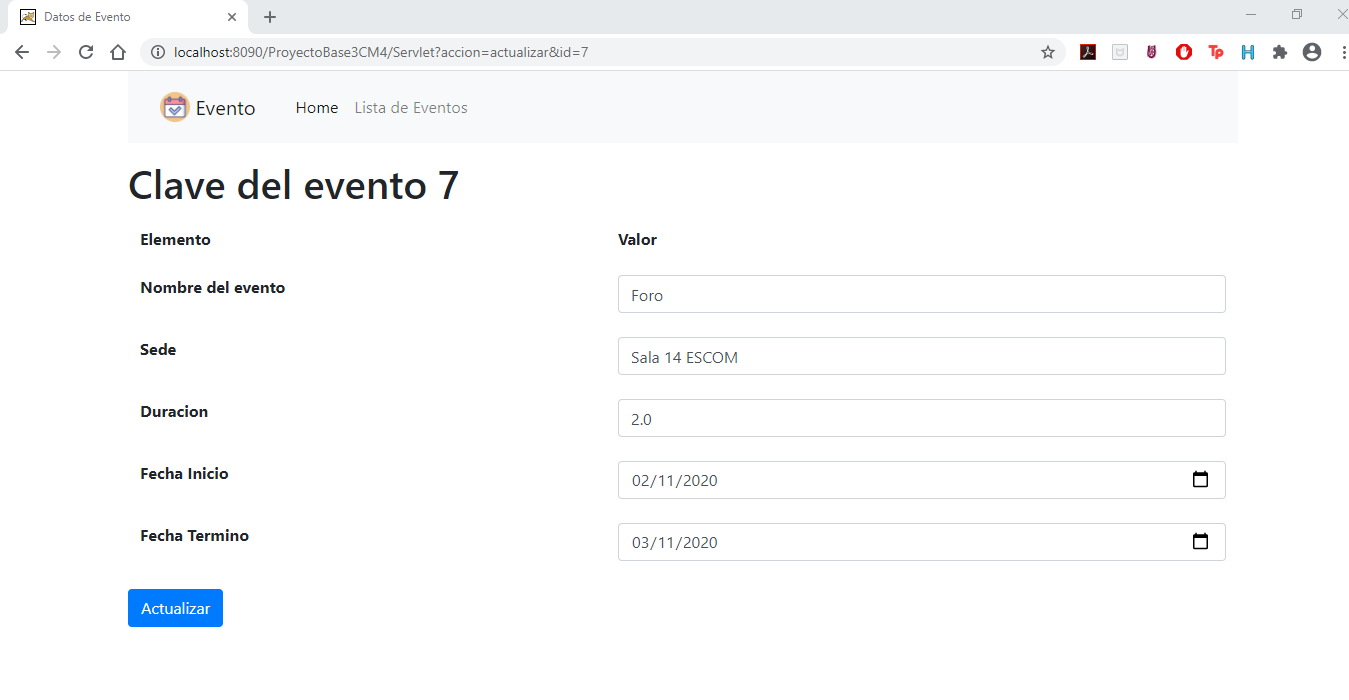 Datos de Evento
localhost:8090/ProyectoBase3CM4/Servlet?accion=actualizar&id=7
Tp
H
Evento Home Lista de Eventos
Clave del evento 7
Elemento Valor
Nombre del evento Foro
Sede Sala 14 ESCOM
Duracion 2.0
Fecha Inicio 02/11/2020
Fecha Termino 03/11/2020
Actualizar